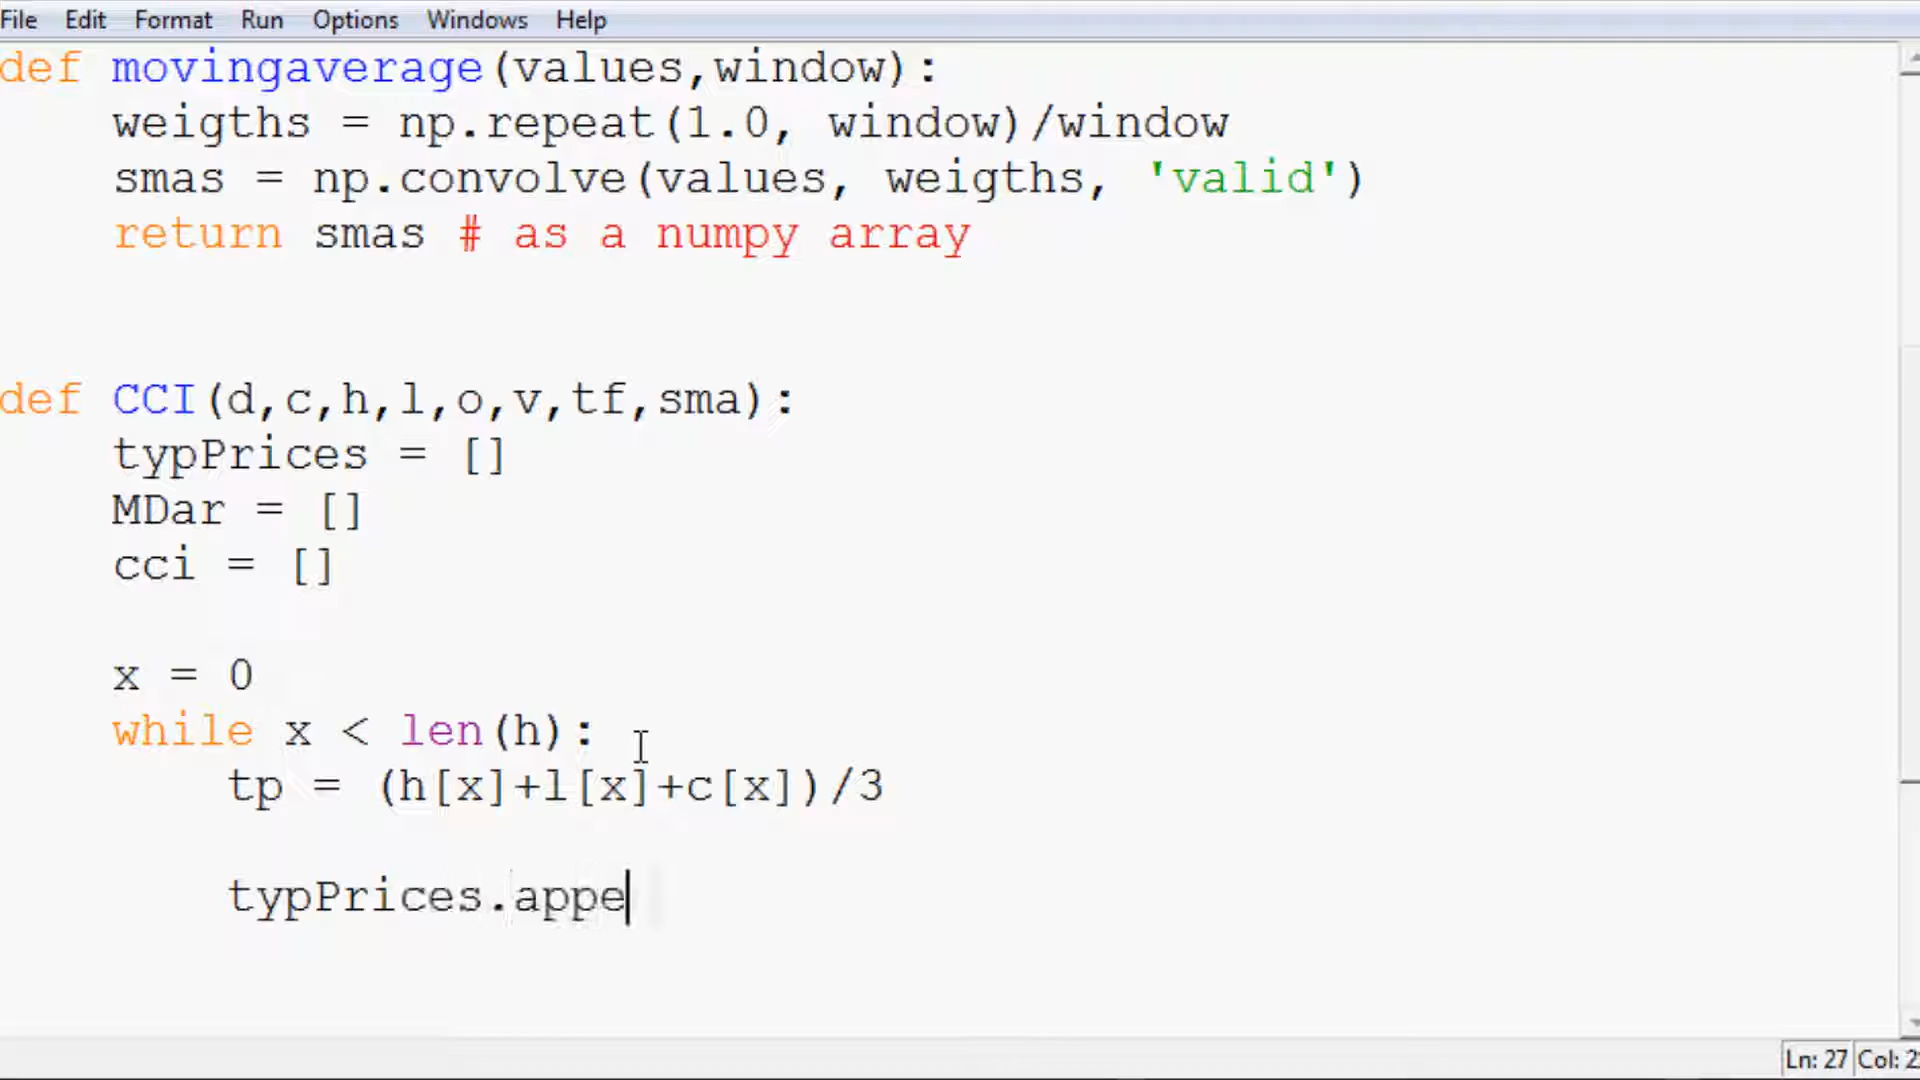 File Edit Format Run Options Windows Help
def movingaverage(values,window):
    weigths = np.repeat(1.0, window)/window
    smas = np.convolve(values, weigths, 'valid')
    return smas # as a numpy array
def CCI(d,c,h,l,o,v,tf,sma):
    typPrices = []
    MDar = []
    cci = []
    x = 0
    while x < len(h):
        tp = (h[x]+l[x]+c[x])/3
        typPrices.appe
Ln: 27 Col: 2